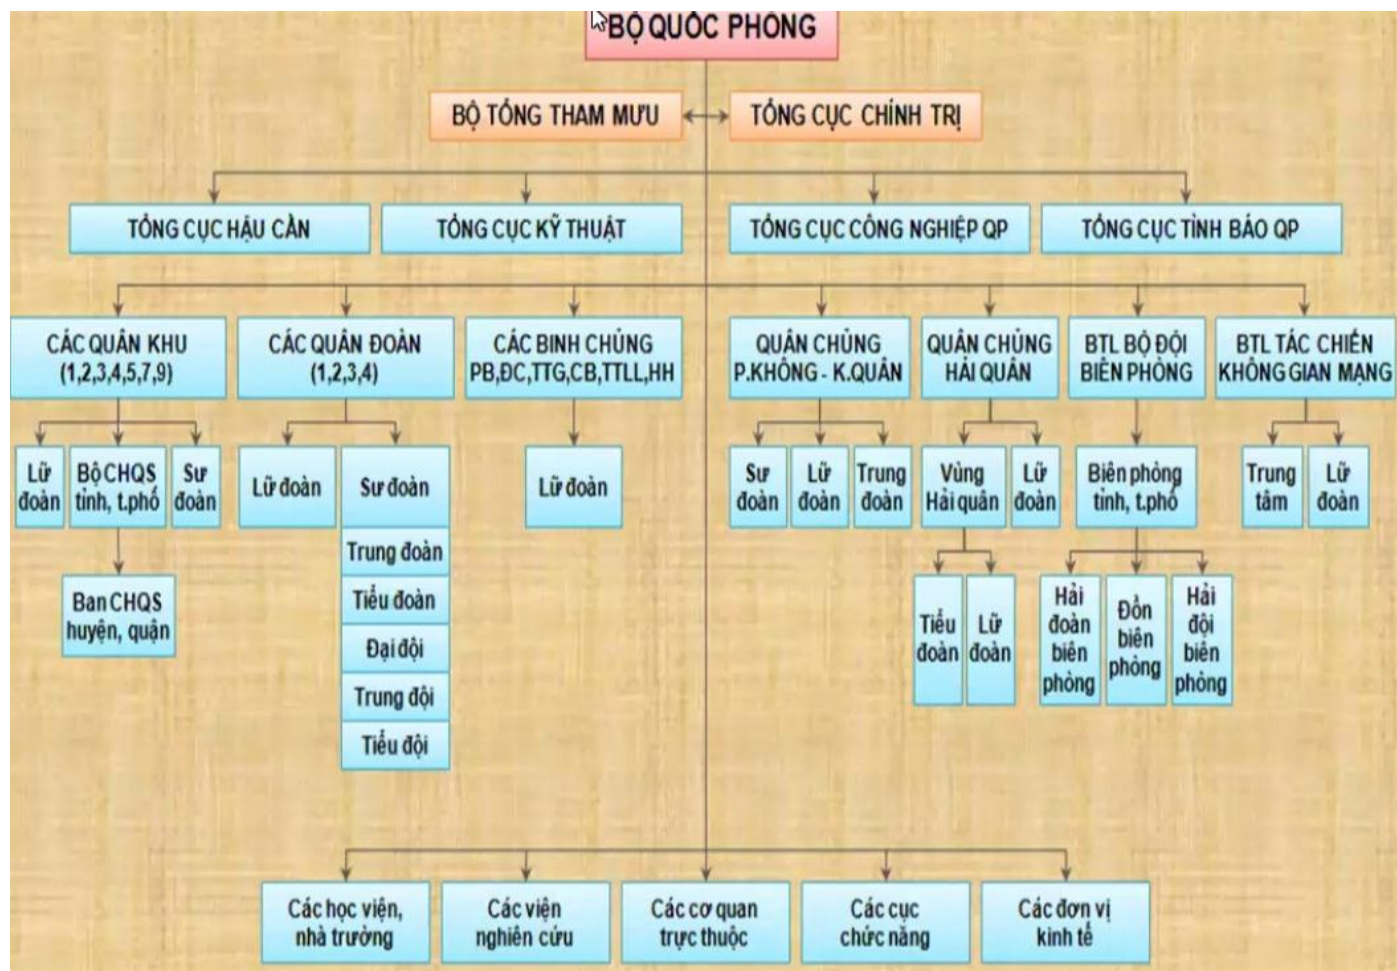 BỘ QUỐC PHÒNG
BỘ TỔNG THAM MƯU
TỔNG CỤC CHÍNH TRỊ
TỔNG CỤC HẬU CẦN
TỔNG CỤC KỸ THUẬT
TỔNG CỤC CÔNG NGHIỆP QP
TỔNG CỤC TÌNH BÁO QP
CÁC QUÂN KHU
(1,2,3,4,5,7,9)
CÁC QUÂN ĐOÀN
(1,2,3,4)
CÁC BINH CHỦNG
PB,ĐC,TTG,CB,TTLL,HH
QUÂN CHỦNG
P.KHÔNG - K.QUÂN
QUÂN CHỦNG
HẢI QUÂN
BTL BỘ ĐỘI
BIÊN PHÒNG
BTL TÁC CHIẾN
KHÔNG GIAN MẠNG
Lữ
đoàn
Bộ CHQS
tỉnh, t.phố
Sư
đoàn
Lữ đoàn
Sư đoàn
Lữ đoàn
Sư
đoàn
Lữ
đoàn
Trung
đoàn
Vùng
Hải quân
Lữ
đoàn
Biên phòng
tỉnh, t.phố
Trung
tâm
Lữ
đoàn
Trung đoàn
Tiểu đoàn
Đại đội
Trung đội
Tiểu đội
Ban CHQS
huyện, quận
Tiểu
đoàn
Lữ
đoàn
Hải
đoàn
biên
phòng
Đồn
biên
phòng
Hải
đội
biên
phòng
Các học viện,
nhà trường
Các viện
nghiên cứu
Các cơ quan
trực thuộc
Các cục
chức năng
Các đơn vị
kinh tế